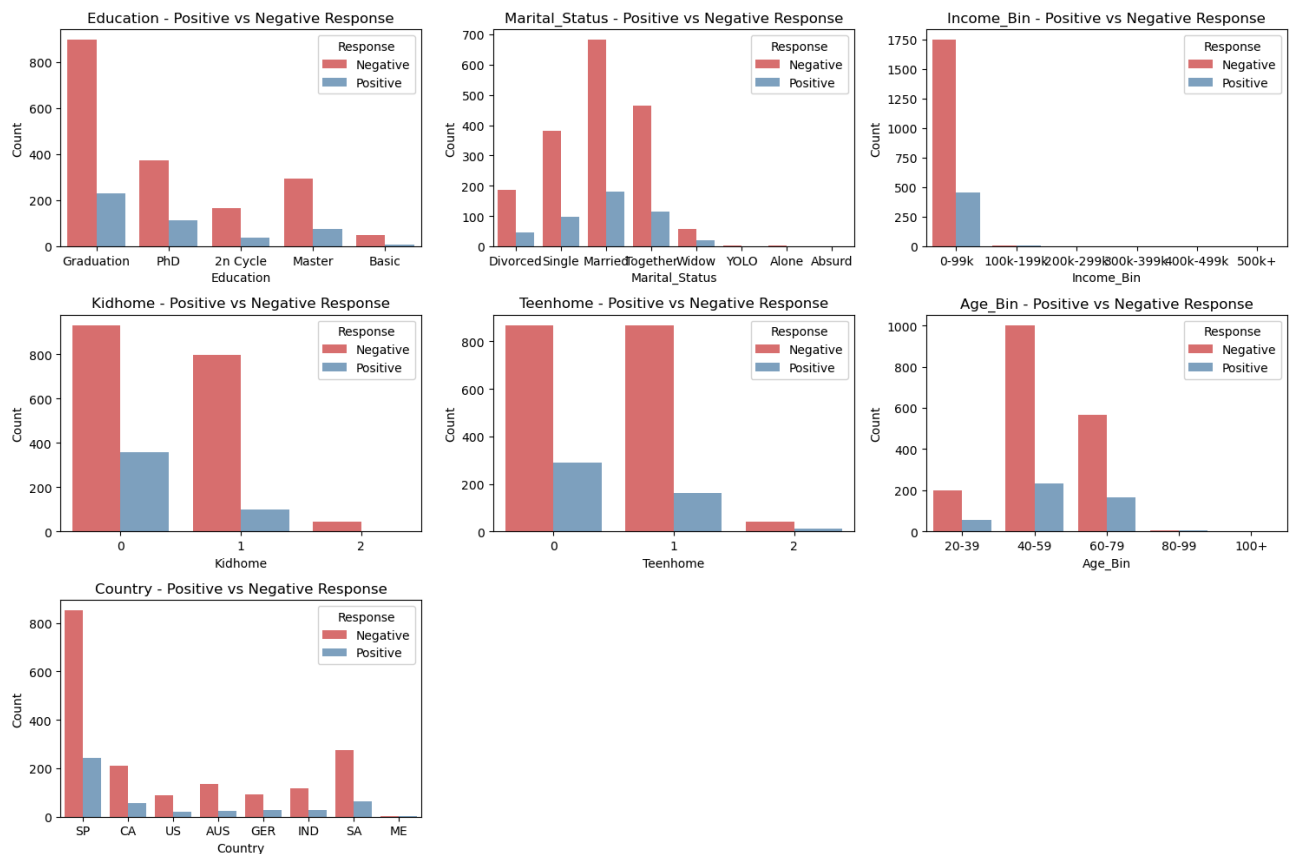 Education - Positive vs Negative Response
Response
Negative
Positive
800
600
400
200
0
Count
Graduation PhD 2n Cycle Master Basic
Education
Marital_Status - Positive vs Negative Response
Response
Negative
Positive
700
600
500
400
300
200
100
0
Count
Divorced Single Married Together Widow YOLO Alone Absurd
Marital_Status
Income_Bin - Positive vs Negative Response
Response
Negative
Positive
1750
1500
1250
1000
750
500
250
0
Count
0-99k 100k-199k 200k-299k 300k-399k 400k-499k 500k+
Income_Bin
Kidhome - Positive vs Negative Response
Response
Negative
Positive
800
600
400
200
0
Count
0 1 2
Kidhome
Teenhome - Positive vs Negative Response
Response
Negative
Positive
800
600
400
200
0
Count
0 1 2
Teenhome
Age_Bin - Positive vs Negative Response
Response
Negative
Positive
1000
800
600
400
200
0
Count
20-39 40-59 60-79 80-99 100+
Age_Bin
Country - Positive vs Negative Response
Response
Negative
Positive
800
600
400
200
0
Count
SP CA US AUS GER IND SA ME
Country